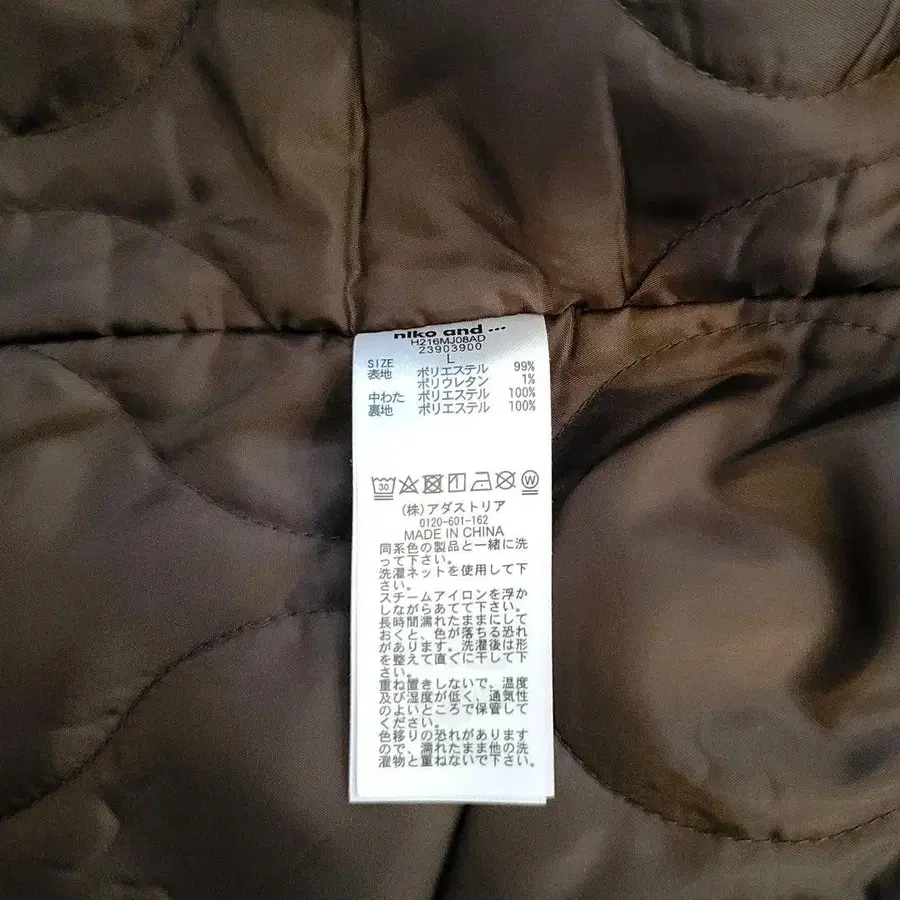 niko and ...
H216MJ08AD
23903900
SIZE L
表地 ポリエステル 99%
ポリウレタン 1%
中わた ポリエステル 100%
裏地 ポリエステル 100%
30 W
(株)アダストリア
0120-601-162
MADE IN CHINA
同系色の製品と一緒に洗
って下さい。
洗濯ネットを使用して下
さい。
スチームアイロンを浮か
しながらあてて下さい。
長時間濡れたままにして
おくと、色が落ちる恐れ
があります。洗濯後は形
を整えて直ぐに干して下
さい。
重ね置きしないで、温度
及び湿度が低く、通気性
のよいところで保管して
ください。
色移りの恐れがあります
ので、濡れたまま他の洗
濯物と重ねないで下さい。